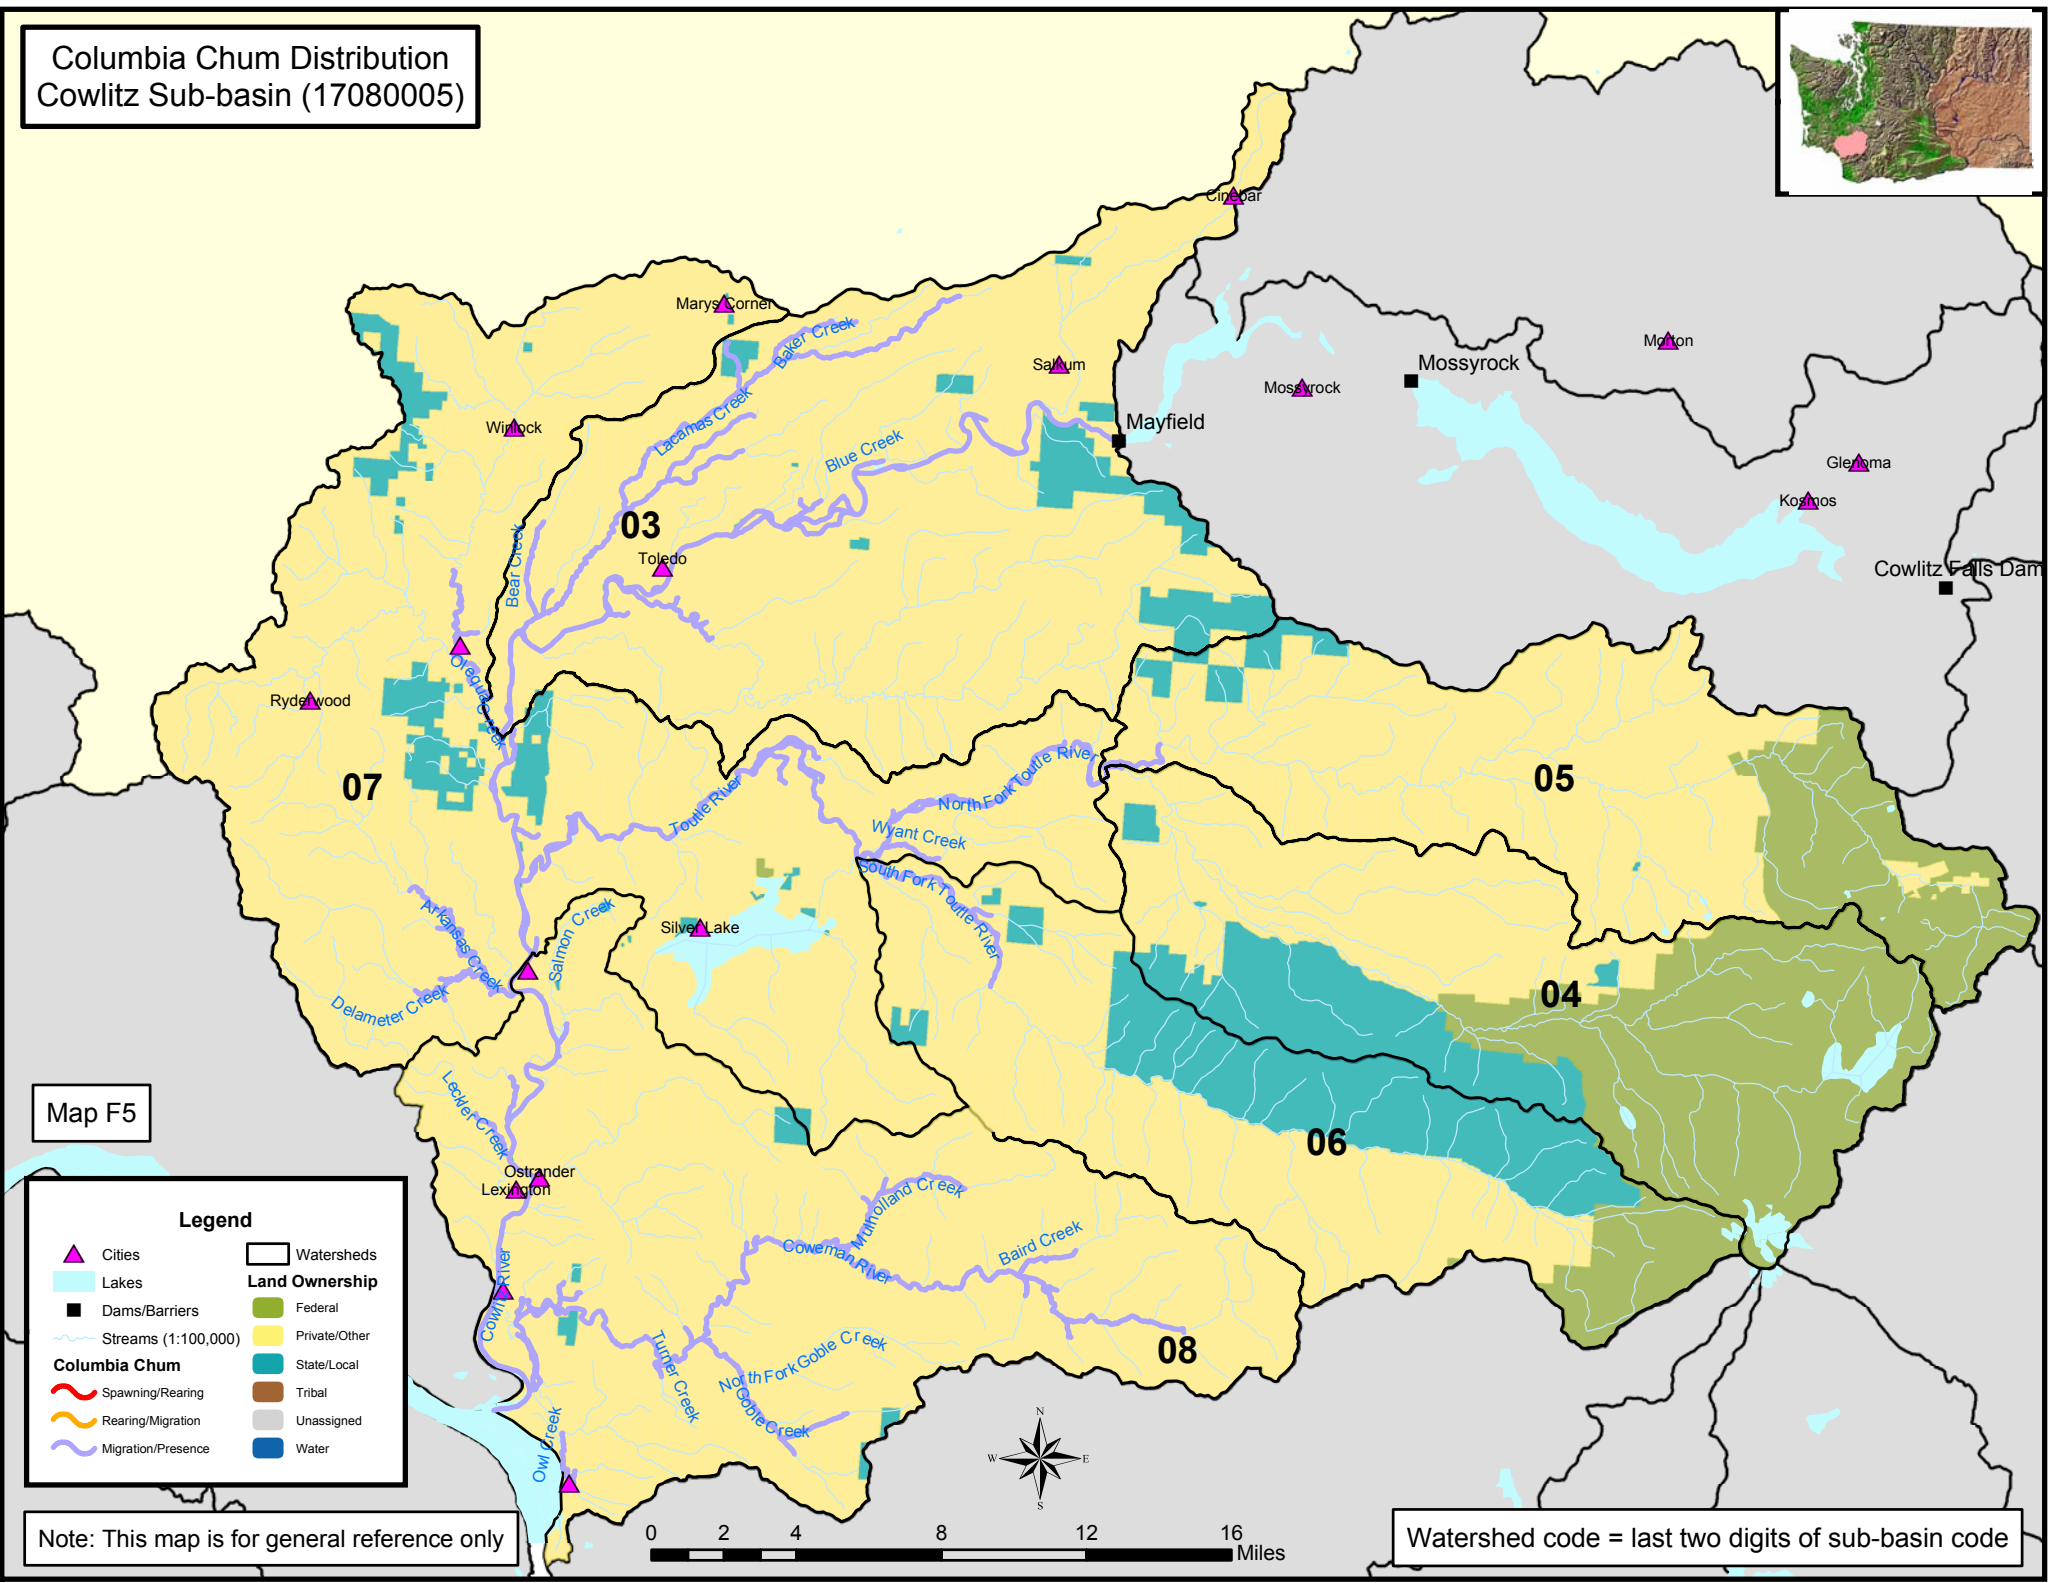 Columbia Chum Distribution
Cowlitz Sub-basin (17080005)
Cinebar
Marys Corner
Baker Creek
Salkum
Morton
Mossyrock
Mossyrock
Lacamas Creek
Winlock
Mayfield
Blue Creek
Glenoma
Kosmos
03
Bear Creek
Toledo
Cowlitz Falls Dam
Olequa Creek
Ryderwood
07
Toutle River
North Fork Toutle River
05
Wyant Creek
South Fork Toutle River
Arkansas Creek
Salmon Creek
Silver Lake
Delameter Creek
04
Leckler Creek
Map F5
06
Ostrander
Lexington
Mulholland Creek
Coweman River
Baird Creek
Cowlitz River
Turner Creek
North Fork Goble Creek
Goble Creek
08
Owl Creek
Legend
Cities
Lakes
Dams/Barriers
Streams (1:100,000)
Columbia Chum
Spawning/Rearing
Rearing/Migration
Migration/Presence
Watersheds
Land Ownership
Federal
Private/Other
State/Local
Tribal
Unassigned
Water
N
W E
S
Note: This map is for general reference only
0 2 4 8 12 16
Miles
Watershed code = last two digits of sub-basin code